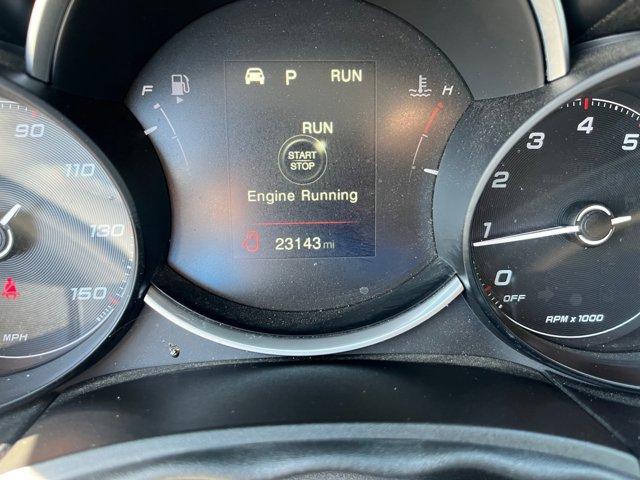 P RUN
F H
RUN
START
STOP
Engine Running
23143 mi
90
110
130
150
MPH
0
1
2
3
4
5
OFF
RPM x 1000